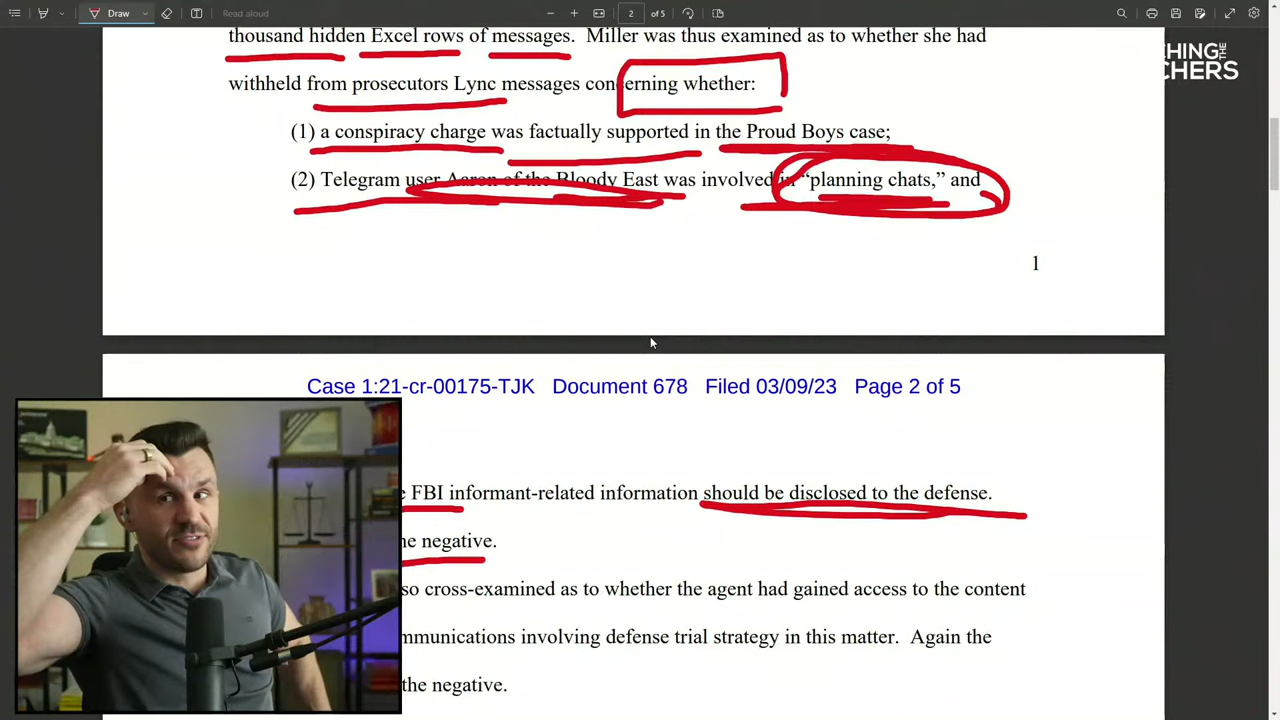 Draw
Read aloud
2
of 5
thousand hidden Excel rows of messages. Miller was thus examined as to whether she had
withheld from prosecutors Lync messages concerning whether:
(1) a conspiracy charge was factually supported in the Proud Boys case;
(2) Telegram user Aaron of the Bloody East was involved in “planning chats,” and
1
Case 1:21-cr-00175-TJK Document 678 Filed 03/09/23 Page 2 of 5
FBI informant-related information should be disclosed to the defense.
he negative.
so cross-examined as to whether the agent had gained access to the content
mmunications involving defense trial strategy in this matter. Again the
the negative.